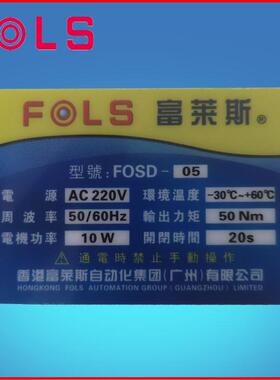 FOLS
FOLS 富莱斯®
型號: FOSD - 05
電源 AC 220V 環境温度 -30℃~+60℃
周波率 50/60Hz 輸出力矩 50 Nm
電機功率 10 W 開閉時間 20s
⚠ 通電時禁止手動操作
香港富莱斯自动化集团(广州)有限公司
HONGKONG FOLS AUTOMATION GROUP (GUANGZHOU) LIMITED